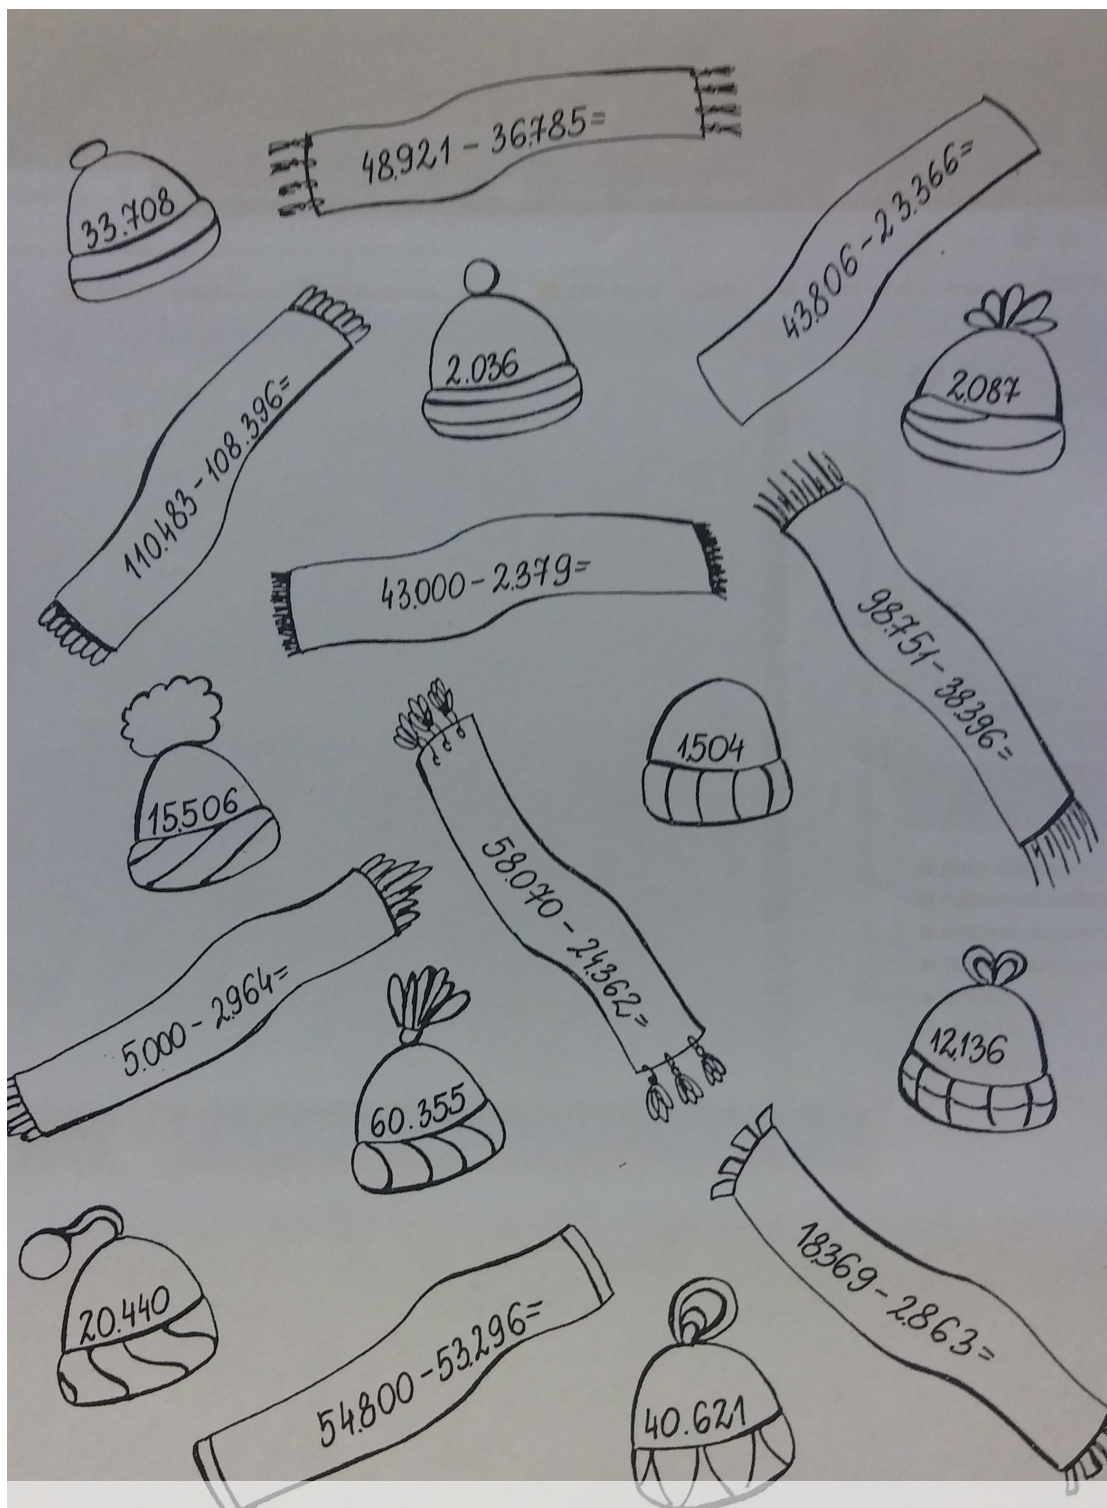 48.921 - 36.785=
33.708
43.806 - 23.366=
2.036
2.087
110.483 - 108.396=
43.000 - 2.379=
98.751 - 38.396=
1.504
15.506
58.070 - 24.362=
5.000 - 2.964=
12.136
60.355
18.369 - 2.863=
20.440
54.800 - 53.296=
40.621